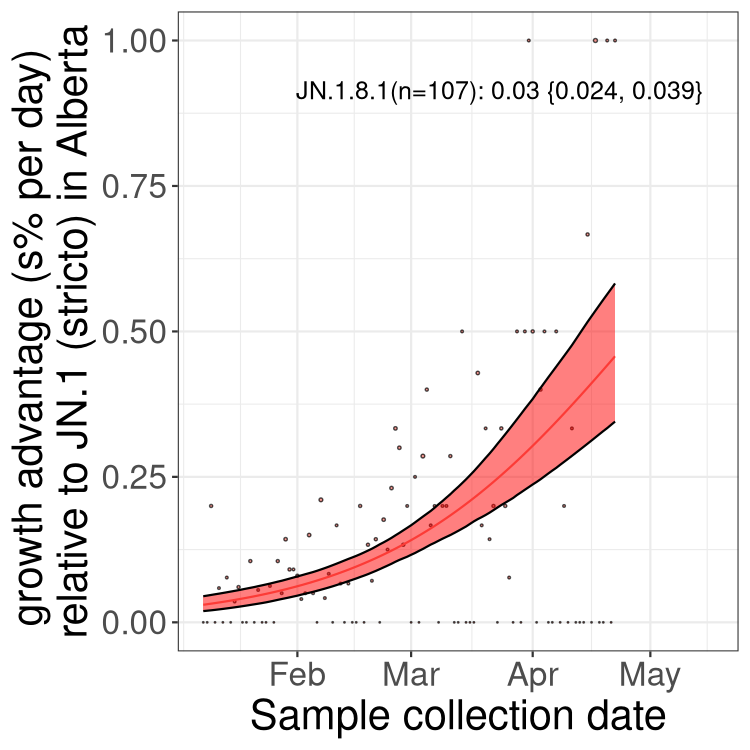 growth advantage (s% per day)
relative to JN.1 (stricto) in Alberta
1.00
0.75
0.50
0.25
0.00
JN.1.8.1(n=107): 0.03 {0.024, 0.039}
Feb
Mar
Apr
May
Sample collection date